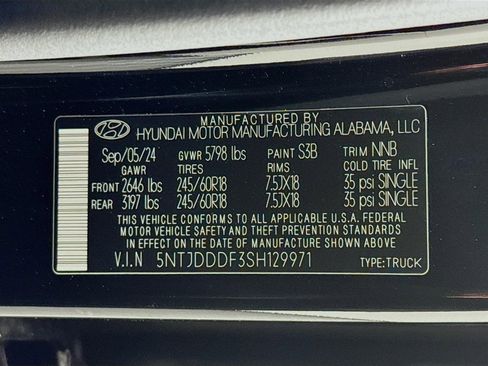 MANUFACTURED BY
HYUNDAI MOTOR MANUFACTURING ALABAMA, LLC
Sep/05/24 GVWR 5798 lbs PAINT S3B TRIM NNB
GAWR TIRES RIMS COLD TIRE INFL
FRONT 2646 lbs 245/60R18 7.5JX18 35 psi SINGLE
REAR 3197 lbs 245/60R18 7.5JX18 35 psi SINGLE
THIS VEHICLE CONFORMS TO ALL APPLICABLE U.S.A. FEDERAL
MOTOR VEHICLE SAFETY AND THEFT PREVENTION STANDARDS
IN EFFECT ON THE DATE OF MANUFACTURE SHOWN ABOVE.
V.I.N 5NTJDDDF3SH129971 TYPE:TRUCK